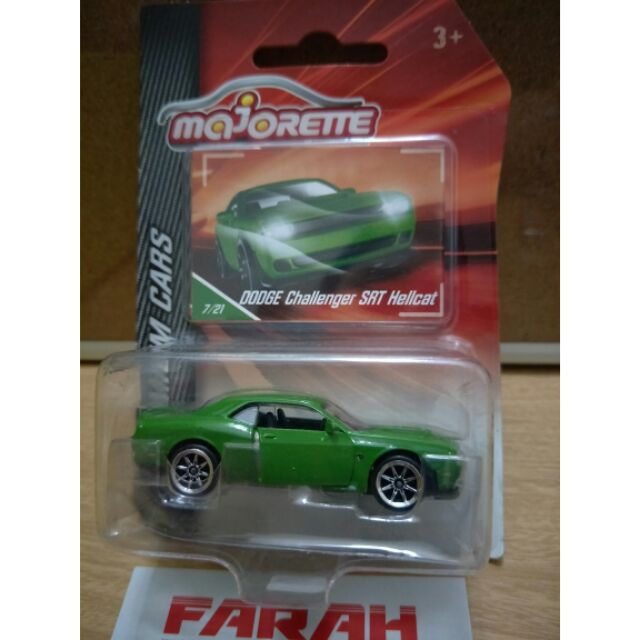 3+
majORETTE
7/21
DODGE Challenger SRT Hellcat
CARS
FARAH